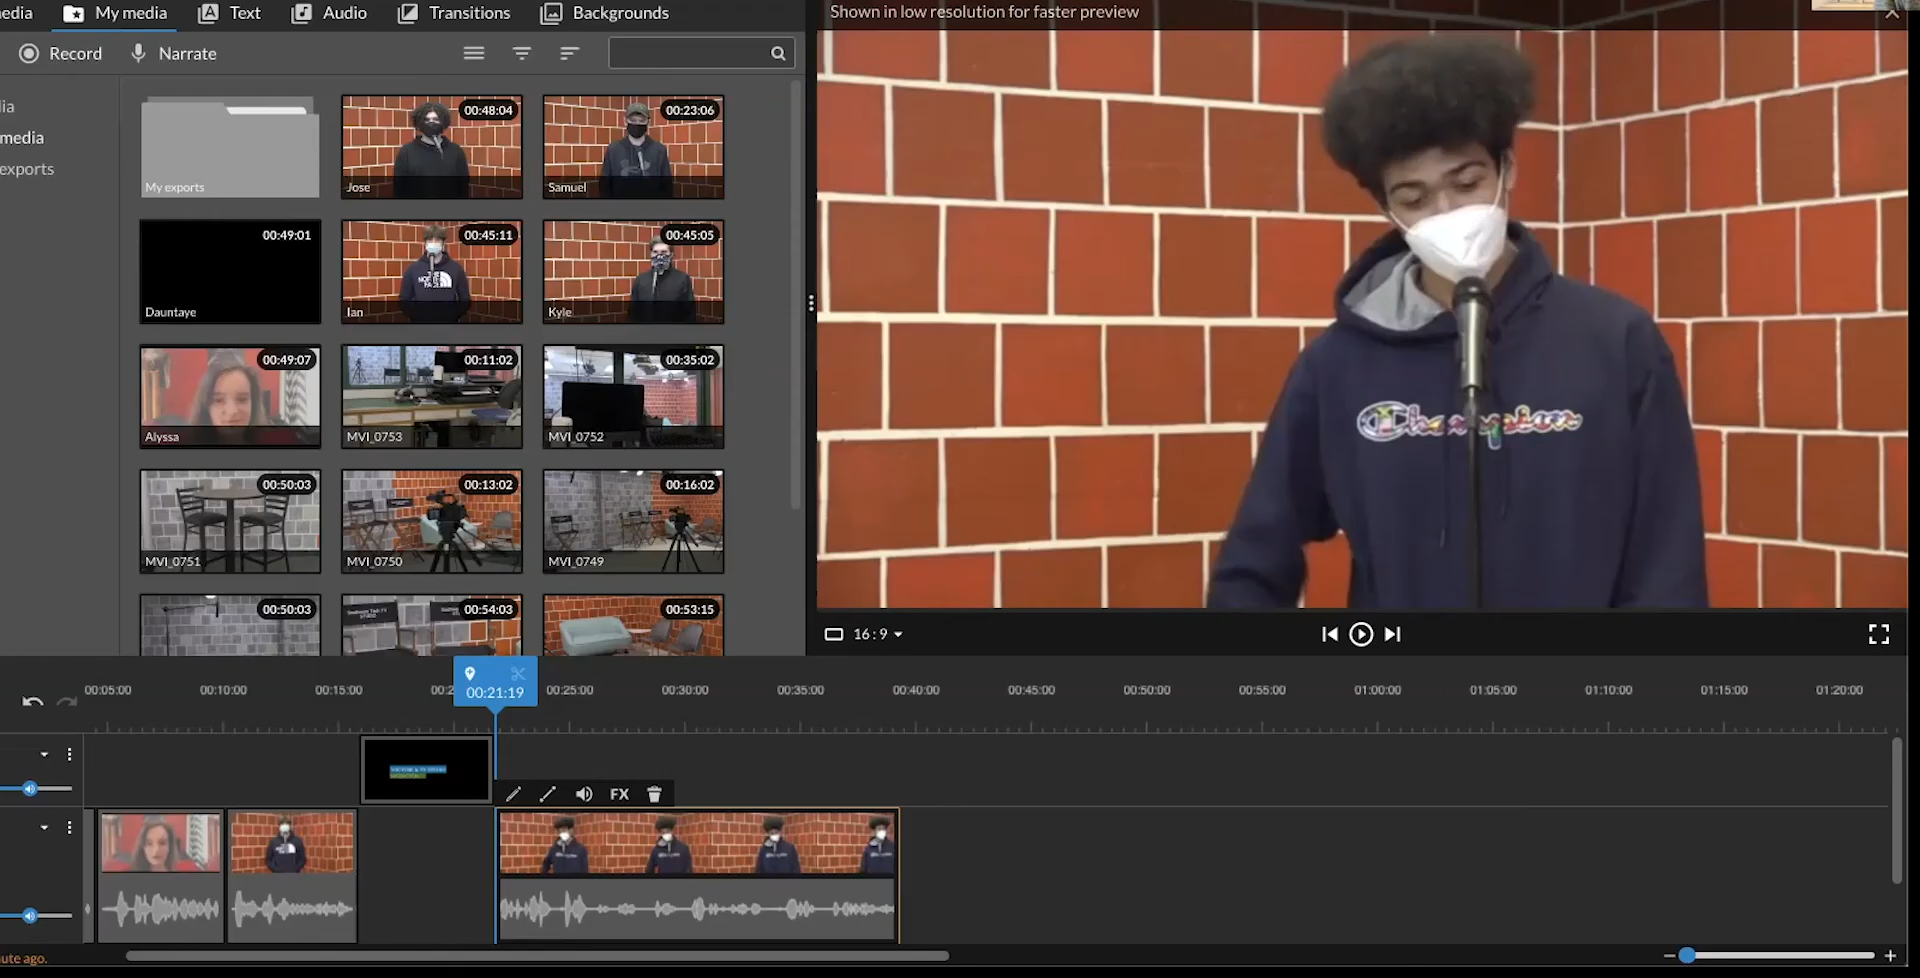 edia
My media
Text
Audio
Transitions
Backgrounds
Shown in low resolution for faster preview
Record
Narrate
ia
media
exports
My exports
00:48:04
Jose
00:23:06
Samuel
00:49:01
Dauntaye
00:45:11
THE NORTH FACE
Ian
00:45:05
Kyle
00:49:07
Alyssa
00:11:02
MVI_0753
00:35:02
MVI_0752
00:50:03
MVI_0751
00:13:02
MVI_0750
00:16:02
MVI_0749
00:50:03
00:54:03
00:53:15
Champion
16:9
00:21:19
00:05:00
00:10:00
00:15:00
00:2
00:25:00
00:30:00
00:35:00
00:40:00
00:45:00
00:50:00
00:55:00
01:00:00
01:05:00
01:10:00
01:15:00
01:20:00
FX
ute ago.